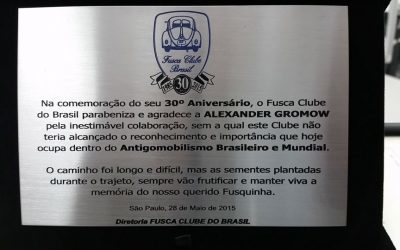 Fusca Clube
Brasil
30
Na comemoração do seu 30º Aniversário, o Fusca Clube
do Brasil parabeniza e agradece a ALEXANDER GROMOW
pela inestimável colaboração, sem a qual este Clube não
teria alcançado o reconhecimento e importância que hoje
ocupa dentro do Antigomobilismo Brasileiro e Mundial.
O caminho foi longo e difícil, mas as sementes plantadas
durante o trajeto, sempre vão frutificar e manter viva a
memória do nosso querido Fusquinha.
São Paulo, 28 de Maio de 2015
Diretoria FUSCA CLUBE DO BRASIL